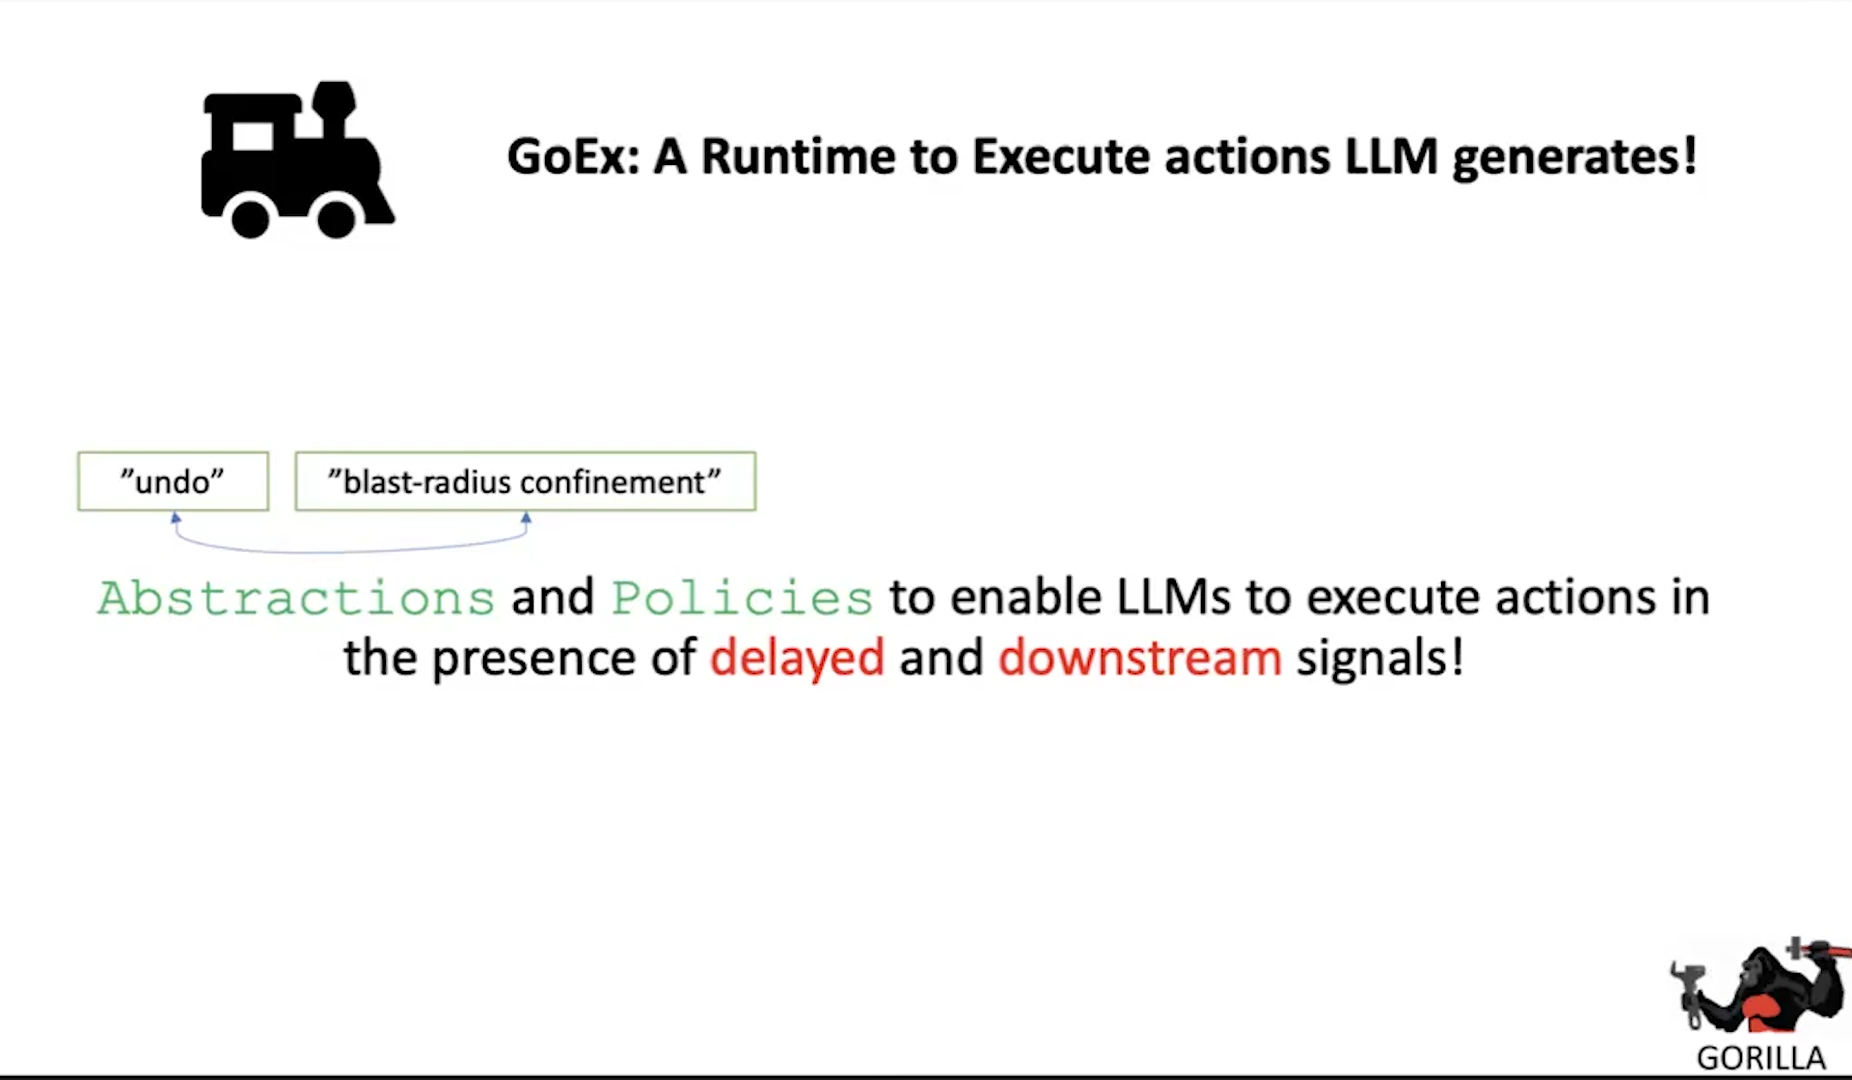 GoEx: A Runtime to Execute actions LLM generates!
”undo”
”blast-radius confinement”
Abstractions and Policies to enable LLMs to execute actions in
the presence of delayed and downstream signals!
GORILLA